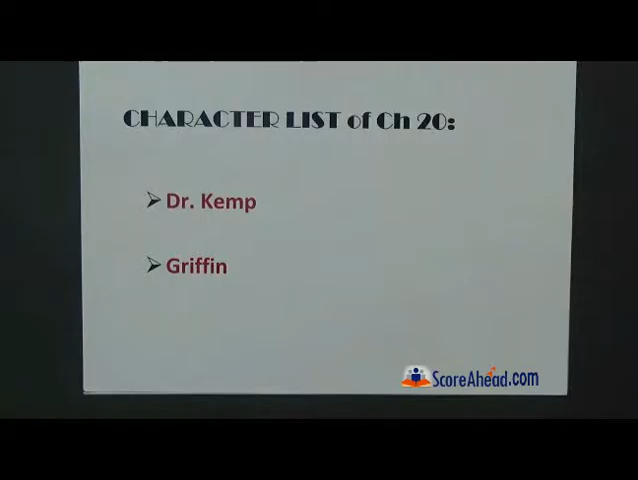 CHARACTER LIST of Ch 20:
Dr. Kemp
Griffin
ScoreAhead.com